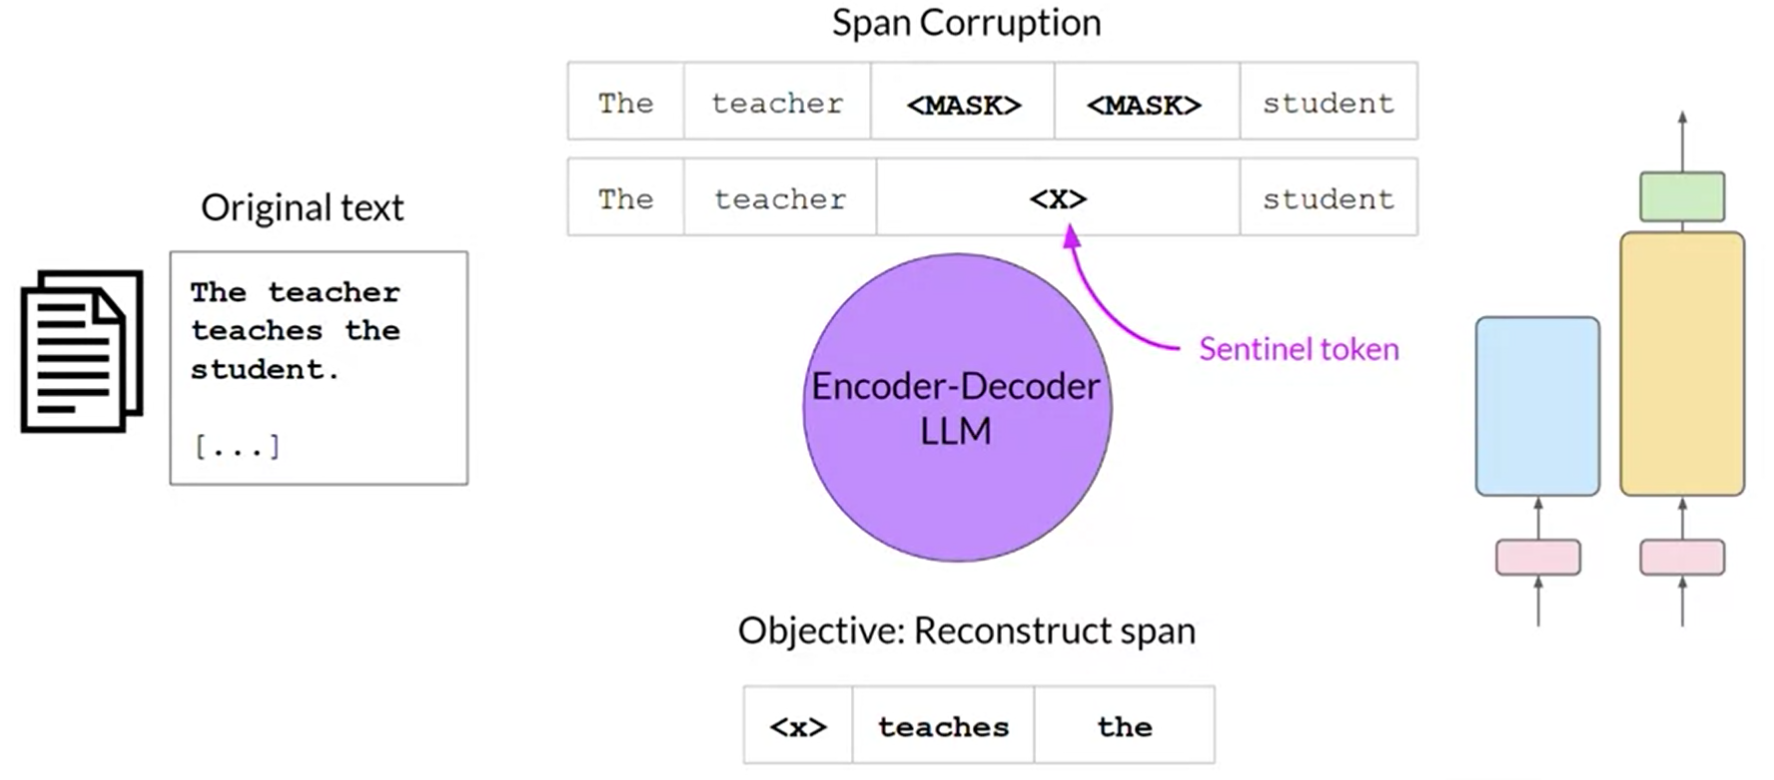 Span Corruption
The teacher <MASK> <MASK> student
The teacher <X> student
Original text
The teacher
teaches the
student.
[...]
Sentinel token
Encoder-Decoder
LLM
Objective: Reconstruct span
<x> teaches the